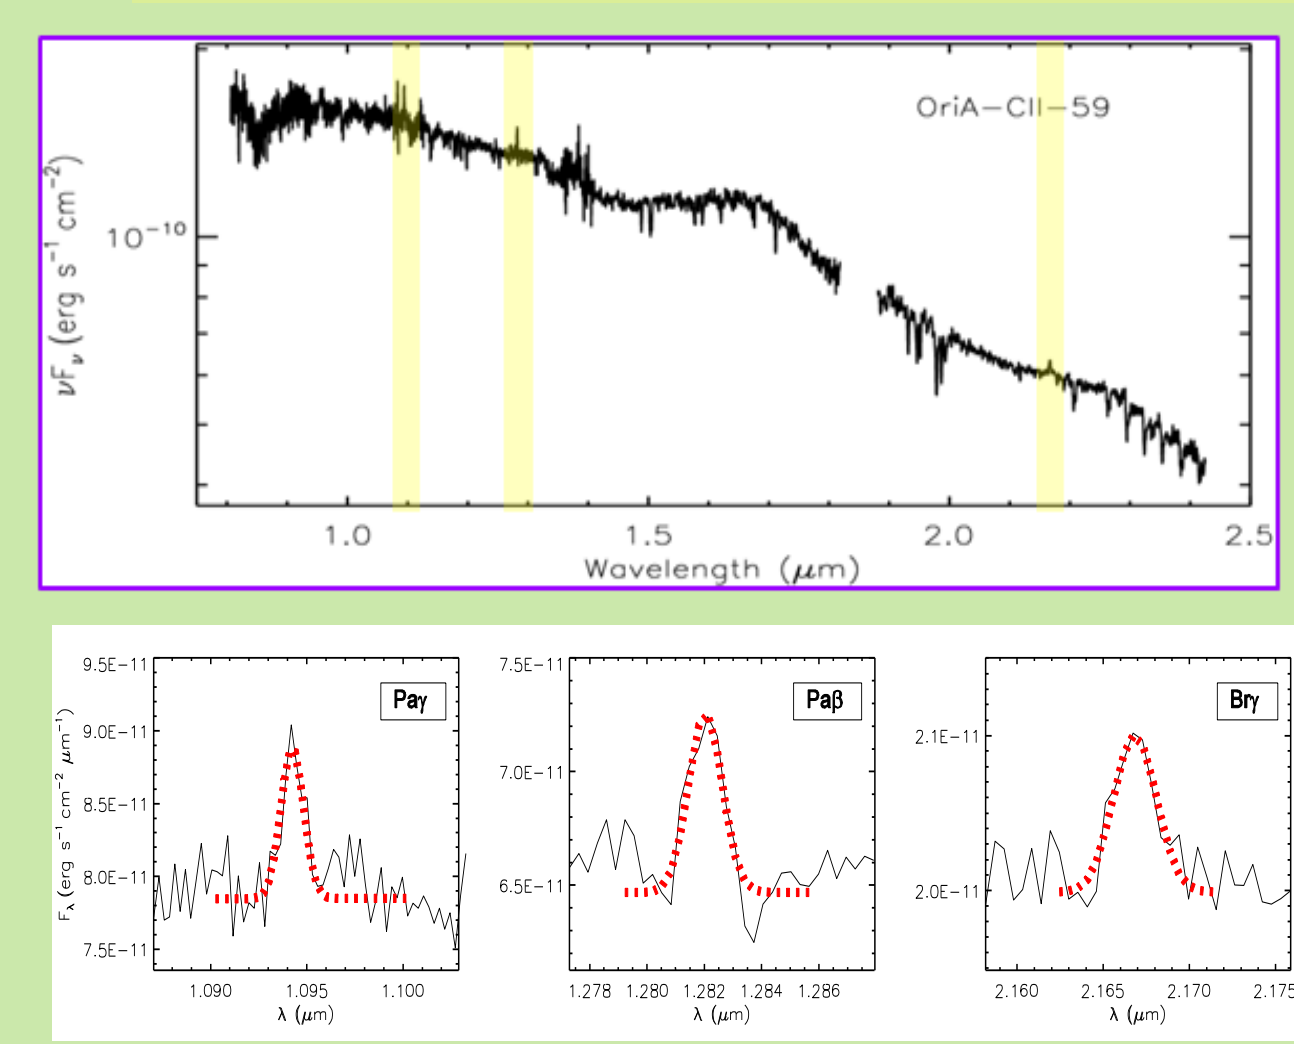 OriA−CII−59
10⁻¹⁰
νFᵥ (erg s⁻¹ cm⁻²)
1.0 1.5 2.0 2.5
Wavelength (μm)
9.5E−11
9.0E−11
8.5E−11
8.0E−11
7.5E−11
Fλ (erg s⁻¹ cm⁻² μm⁻¹)
Paγ
1.090 1.095 1.100
λ (μm)
7.5E−11
7.0E−11
6.5E−11
Paβ
1.278 1.280 1.282 1.284 1.286
λ (μm)
2.1E−11
2.0E−11
Brγ
2.160 2.165 2.170 2.175
λ (μm)